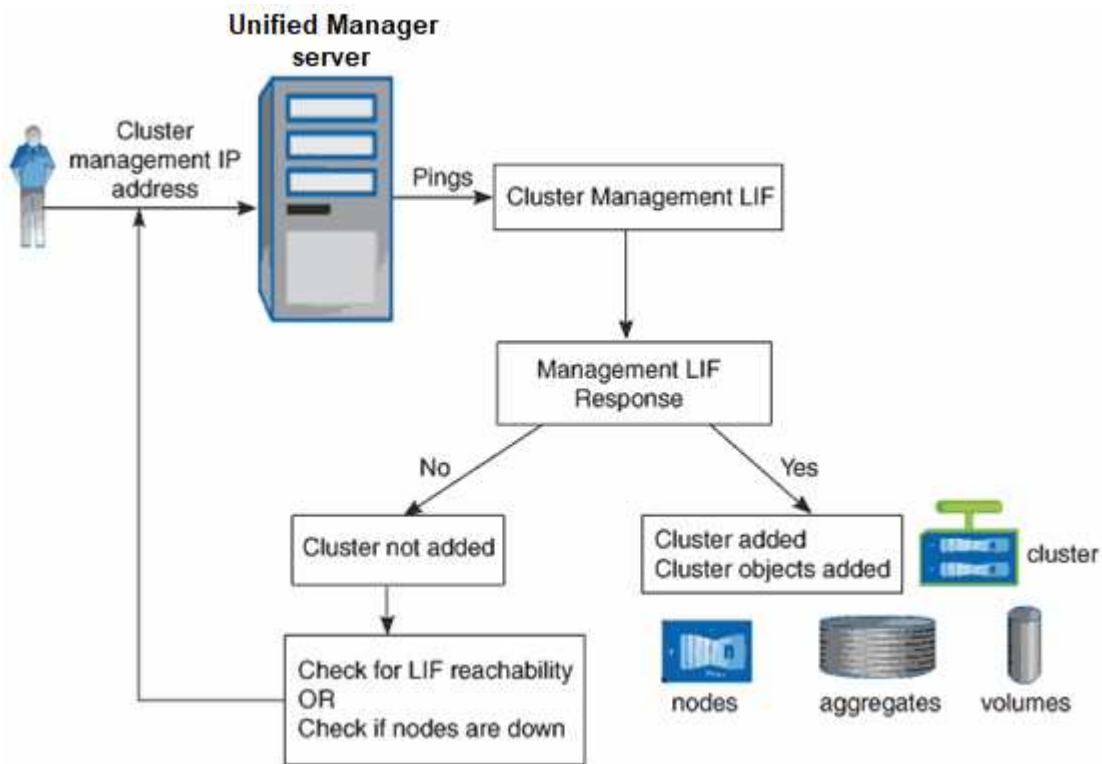 Unified Manager
server
Cluster
management IP
address
Pings
Cluster Management LIF
Management LIF
Response
No
Yes
Cluster not added
Cluster added
Cluster objects added
cluster
Check for LIF reachability
OR
Check if nodes are down
nodes
aggregates
volumes